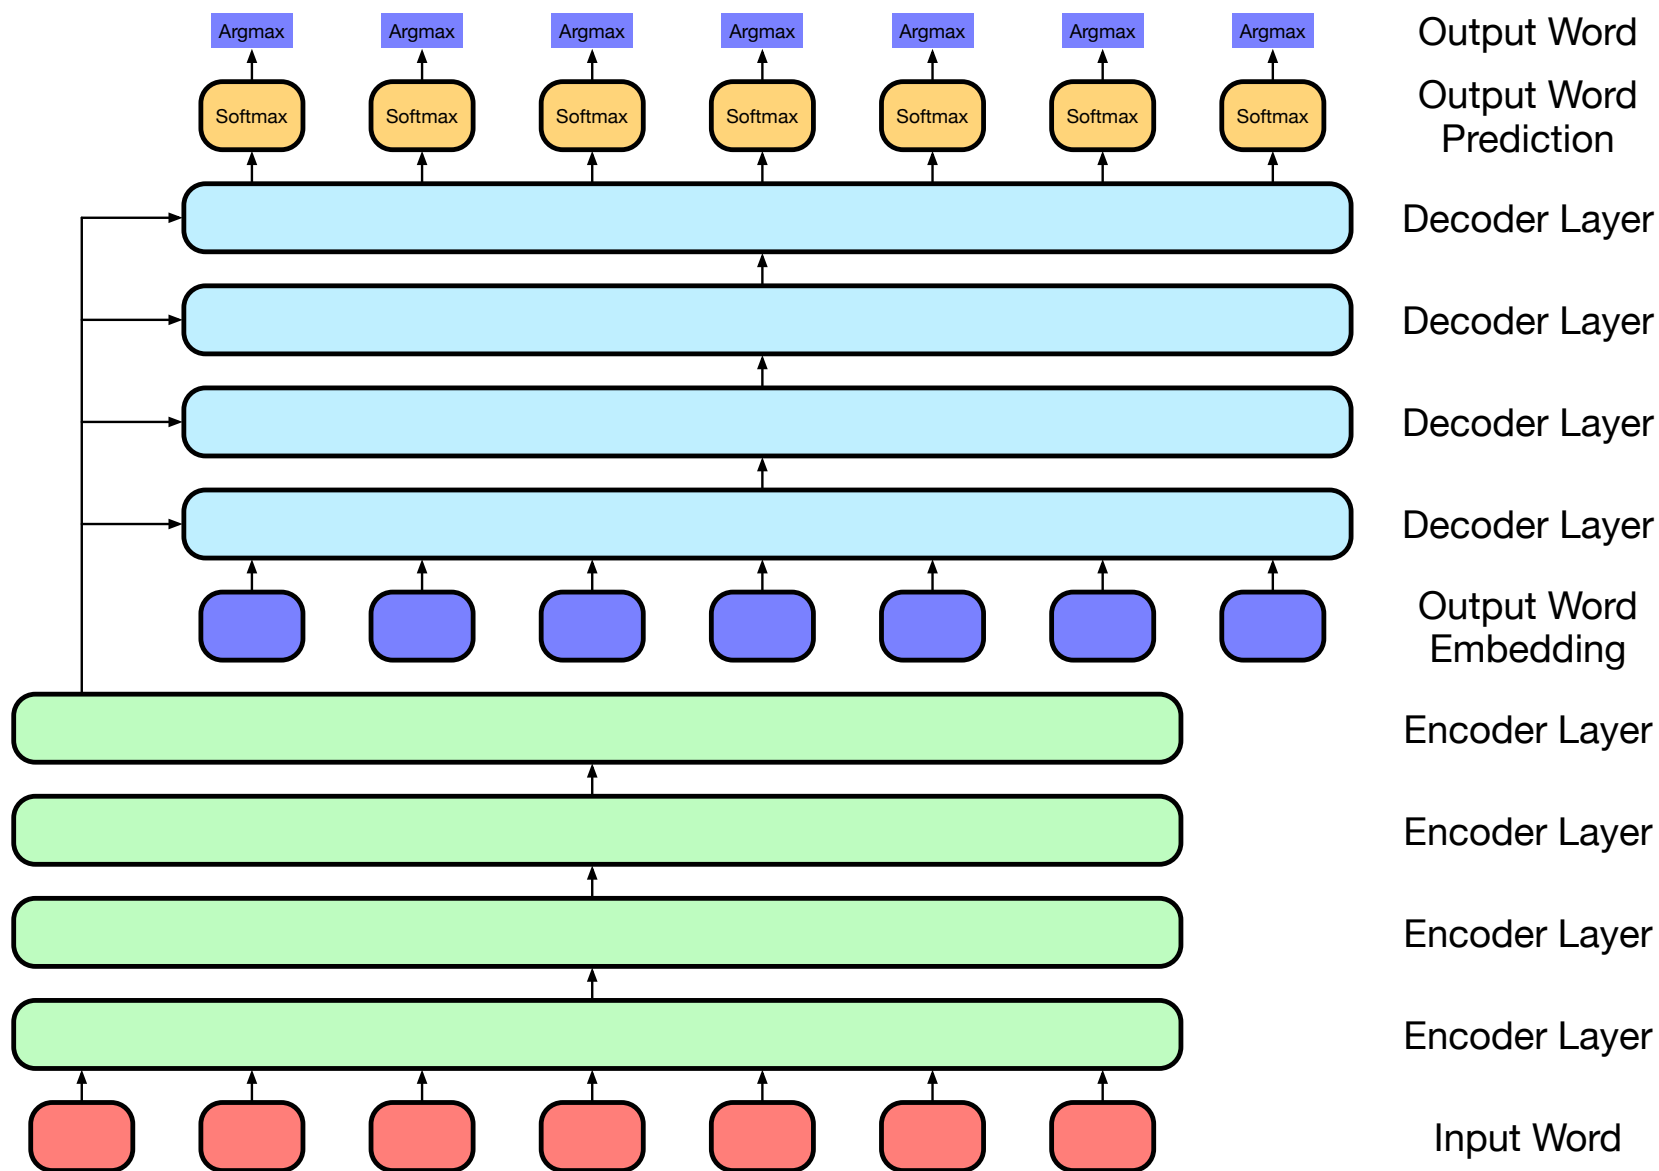 Argmax Argmax Argmax Argmax Argmax Argmax Argmax Output Word
Softmax Softmax Softmax Softmax Softmax Softmax Softmax Output Word
Prediction
Decoder Layer
Decoder Layer
Decoder Layer
Decoder Layer
Output Word
Embedding
Encoder Layer
Encoder Layer
Encoder Layer
Encoder Layer
Input Word